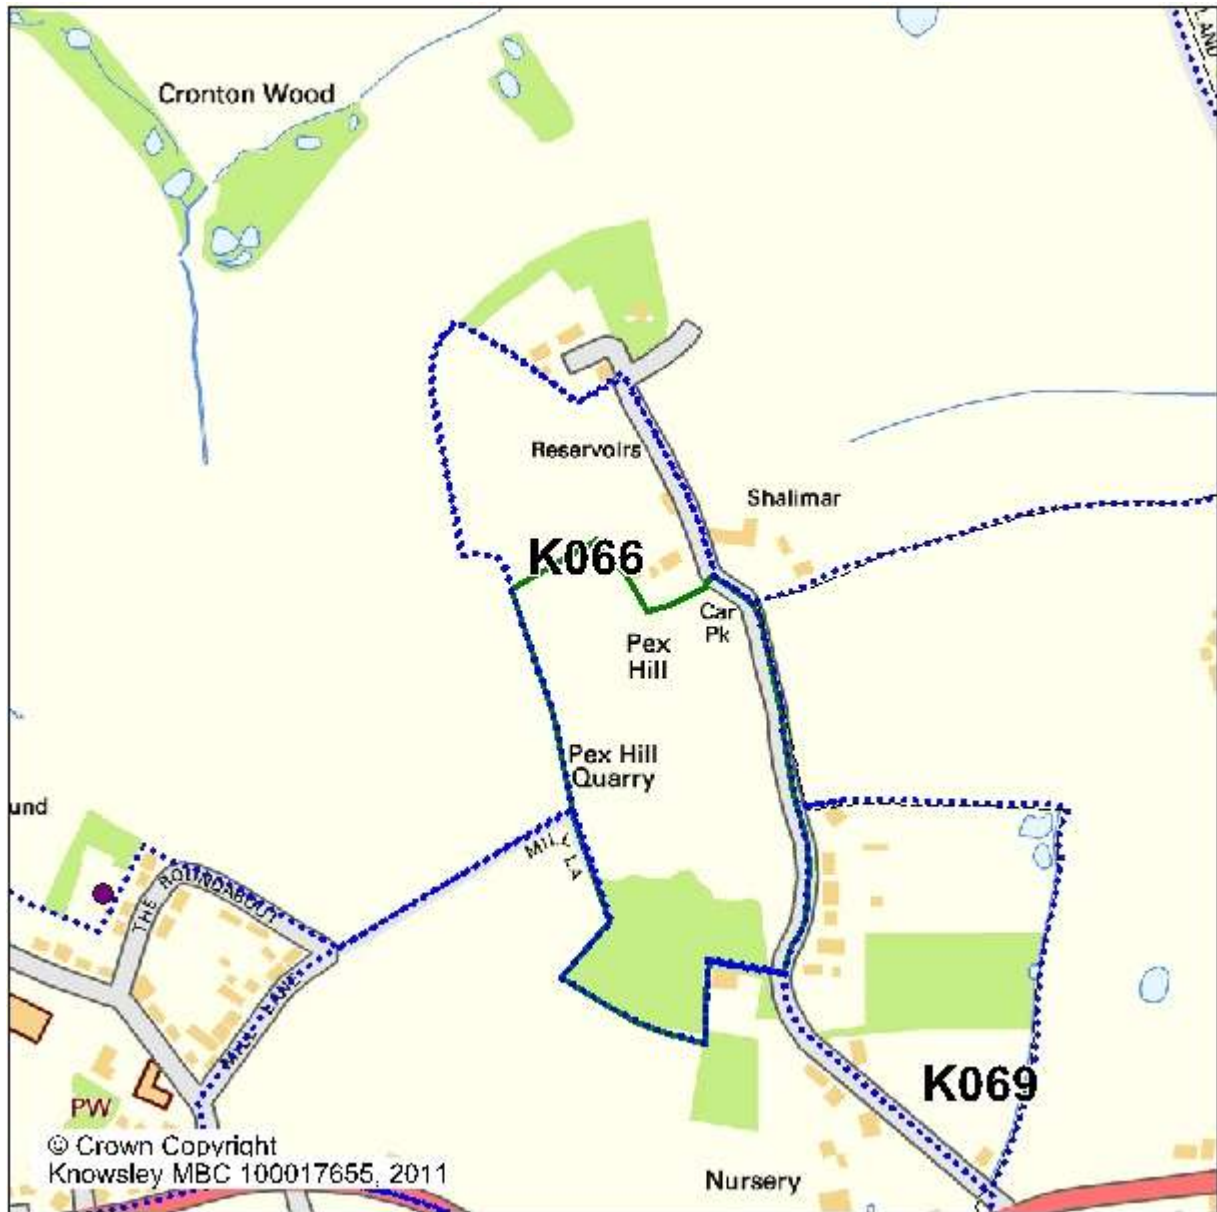 LAND
Cronton Wood
Reservoirs
Shalimar
K066
Car
Pk
Pex
Hill
Pex Hill
Quarry
und
MILL LA
THE ROUNDABOUT
MILL LANE
K069
PW
© Crown Copyright
Knowsley MBC 100017655, 2011
Nursery